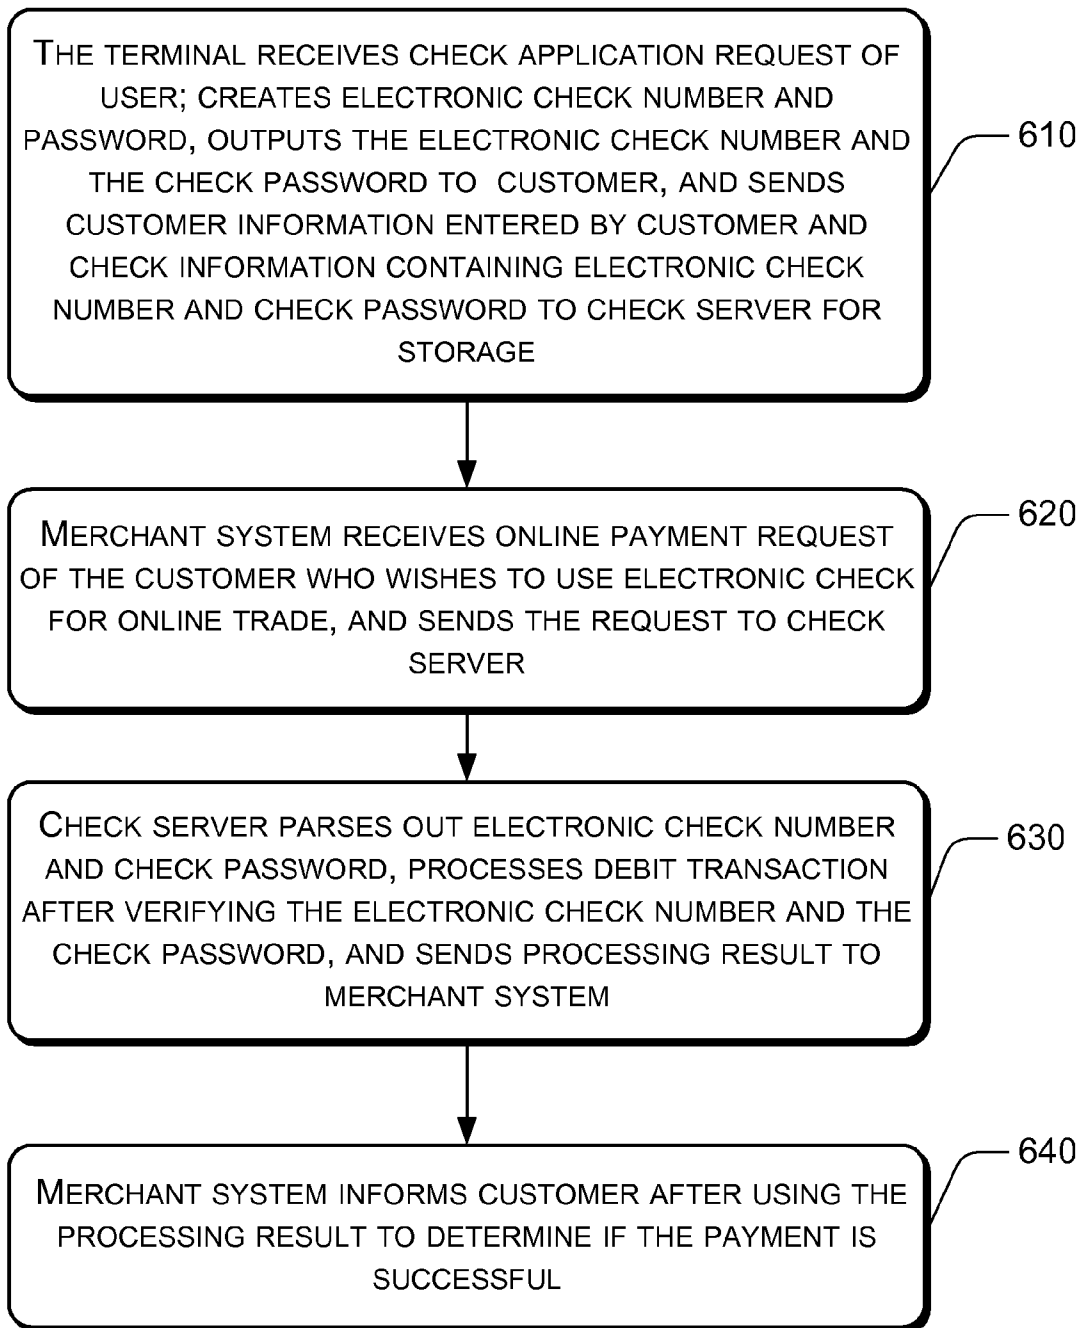 THE TERMINAL RECEIVES CHECK APPLICATION REQUEST OF
USER; CREATES ELECTRONIC CHECK NUMBER AND
PASSWORD, OUTPUTS THE ELECTRONIC CHECK NUMBER AND
THE CHECK PASSWORD TO CUSTOMER, AND SENDS
CUSTOMER INFORMATION ENTERED BY CUSTOMER AND
CHECK INFORMATION CONTAINING ELECTRONIC CHECK
NUMBER AND CHECK PASSWORD TO CHECK SERVER FOR
STORAGE
610
MERCHANT SYSTEM RECEIVES ONLINE PAYMENT REQUEST
OF THE CUSTOMER WHO WISHES TO USE ELECTRONIC CHECK
FOR ONLINE TRADE, AND SENDS THE REQUEST TO CHECK
SERVER
620
CHECK SERVER PARSES OUT ELECTRONIC CHECK NUMBER
AND CHECK PASSWORD, PROCESSES DEBIT TRANSACTION
AFTER VERIFYING THE ELECTRONIC CHECK NUMBER AND THE
CHECK PASSWORD, AND SENDS PROCESSING RESULT TO
MERCHANT SYSTEM
630
MERCHANT SYSTEM INFORMS CUSTOMER AFTER USING THE
PROCESSING RESULT TO DETERMINE IF THE PAYMENT IS
SUCCESSFUL
640